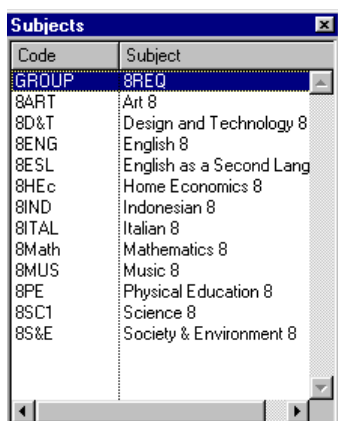 Subjects
Code Subject
GROUP 8REQ
8ART Art 8
8D&T Design and Technology 8
8ENG English 8
8ESL English as a Second Lang
8HEc Home Economics 8
8IND Indonesian 8
8ITAL Italian 8
8Math Mathematics 8
8MUS Music 8
8PE Physical Education 8
8SC1 Science 8
8S&E Society & Environment 8